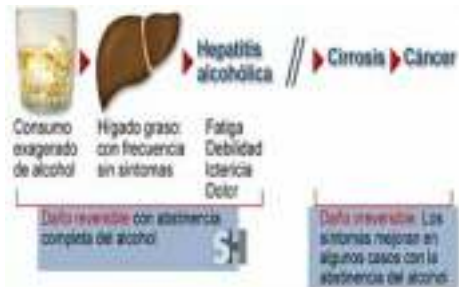 Hepatitis
alcohólica
Cirrosis
Cáncer
Consumo
exagerado
de alcohol
Hígado graso:
con frecuencia
sin síntomas
Fatiga
Debilidad
Ictericia
Dolor
Daño reversible con abstinencia
completa del alcohol
Daño irreversible. Los
síntomas mejoran en
algunos casos con la
abstinencia del alcohol